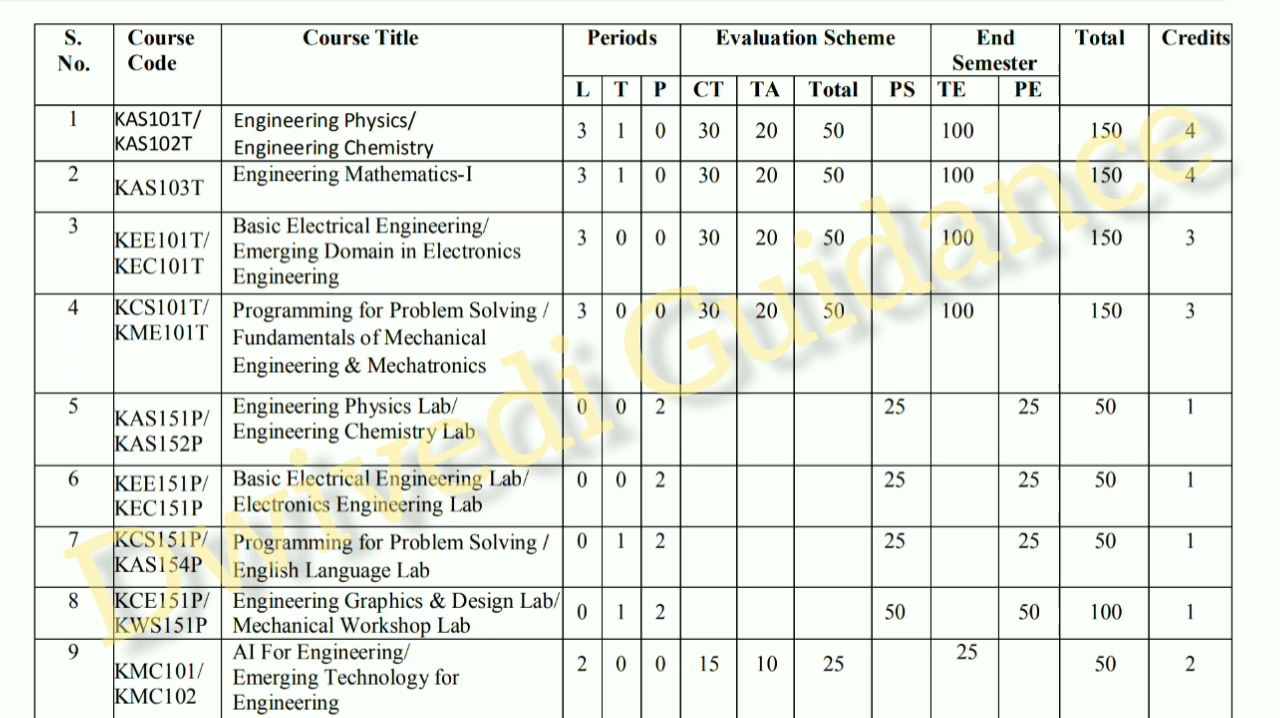 S. No. Course Code Course Title Periods Evaluation Scheme End Semester Total Credits
L T P CT TA Total PS TE PE
1 KAS101T/ Engineering Physics/ 3 1 0 30 20 50 100 150 4
KAS102T Engineering Chemistry
2 KAS103T Engineering Mathematics-I 3 1 0 30 20 50 100 150 4
3 KEE101T/ Basic Electrical Engineering/ 3 0 0 30 20 50 100 150 3
KEC101T Emerging Domain in Electronics
Engineering
4 KCS101T/ Programming for Problem Solving / 3 0 0 30 20 50 100 150 3
KME101T Fundamentals of Mechanical
Engineering & Mechatronics
5 KAS151P/ Engineering Physics Lab/ 0 0 2 25 25 50 1
KAS152P Engineering Chemistry Lab
6 KEE151P/ Basic Electrical Engineering Lab/ 0 0 2 25 25 50 1
KEC151P Electronics Engineering Lab
7 KCS151P/ Programming for Problem Solving / 0 1 2 25 25 50 1
KAS154P English Language Lab
8 KCE151P/ Engineering Graphics & Design Lab/ 0 1 2 50 50 100 1
KWS151P Mechanical Workshop Lab
9 KMC101/ AI For Engineering/ 2 0 0 15 10 25 25 50 2
KMC102 Emerging Technology for
Engineering
Dwivedi Guidance